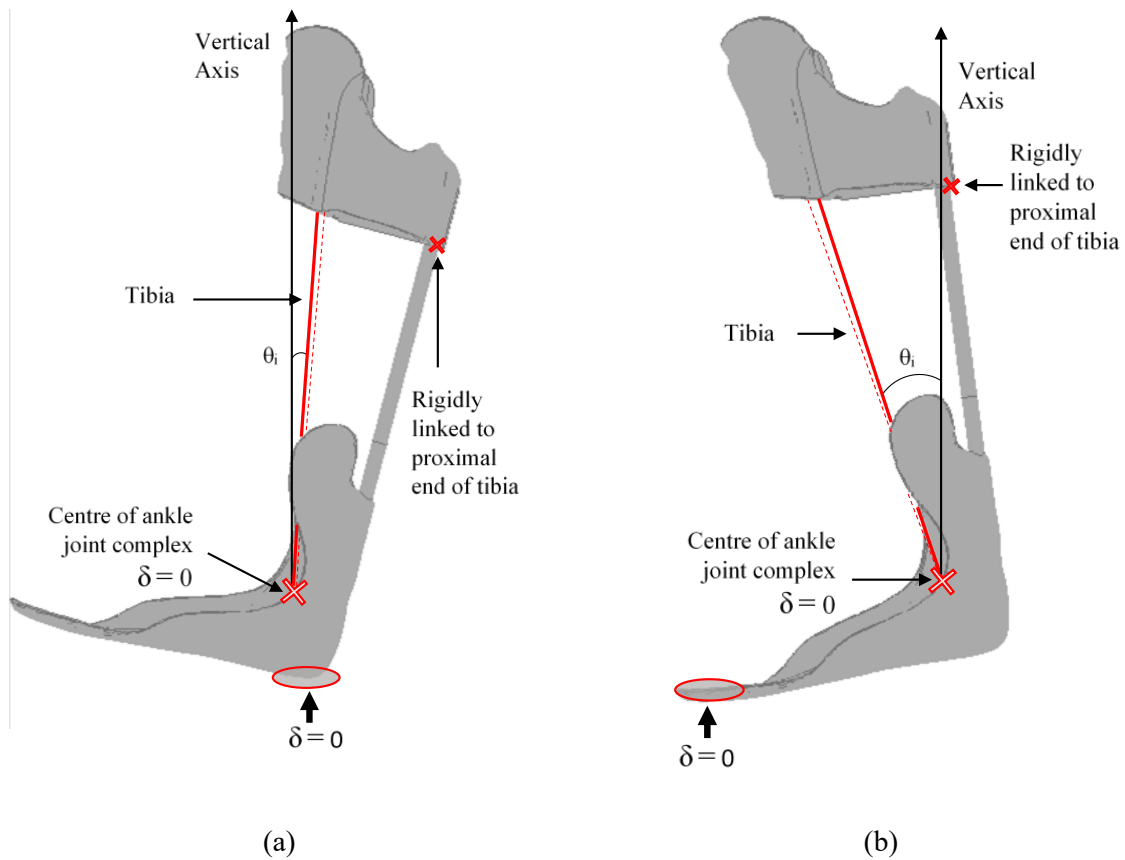 Vertical
Axis
Tibia
θi
Rigidly
linked to
proximal
end of tibia
Centre of ankle
joint complex
δ = 0
δ = 0
(a)
Vertical
Axis
Rigidly
linked to
proximal
end of tibia
Tibia
θi
Centre of ankle
joint complex
δ = 0
δ = 0
(b)